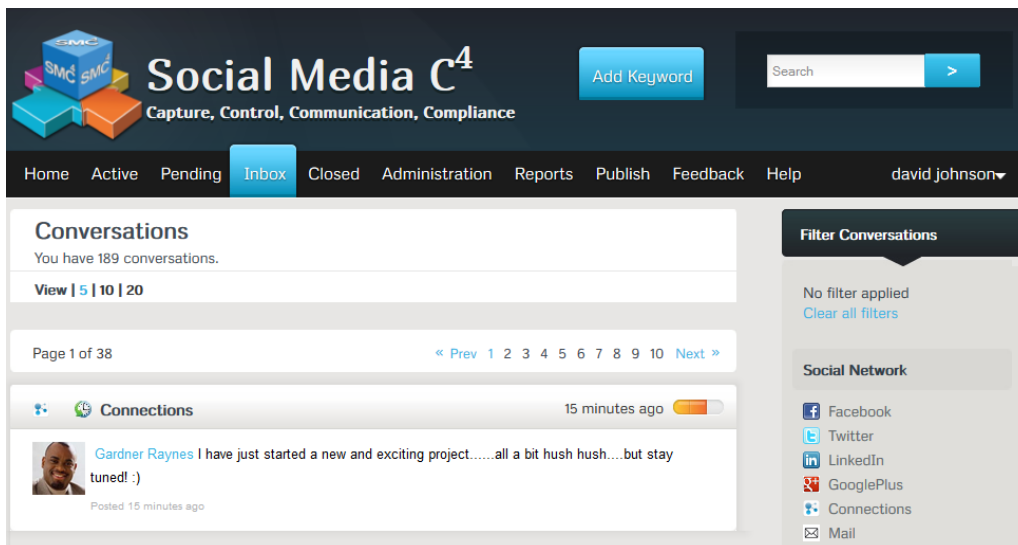 SMC
SMC SMC
Social Media C4
Capture, Control, Communication, Compliance
Add Keyword
Search
>
Home Active Pending Inbox Closed Administration Reports Publish Feedback Help david johnson
Conversations
You have 189 conversations.
View | 5 | 10 | 20
Page 1 of 38
« Prev 1 2 3 4 5 6 7 8 9 10 Next »
Connections
15 minutes ago
Gardner Raynes I have just started a new and exciting project......all a bit hush hush....but stay
tuned! :)
Posted 15 minutes ago
Filter Conversations
No filter applied
Clear all filters
Social Network
Facebook
Twitter
LinkedIn
GooglePlus
Connections
Mail